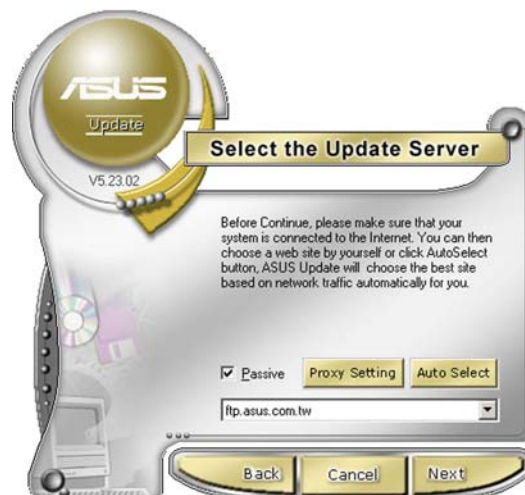 ASUS
Update
V5.23.02
Select the Update Server
Before Continue, please make sure that your
system is connected to the Internet. You can then
choose a web site by yourself or click AutoSelect
button, ASUS Update will choose the best site
based on network traffic automatically for you.
Passive
Proxy Setting
Auto Select
ftp.asus.com.tw
Back
Cancel
Next